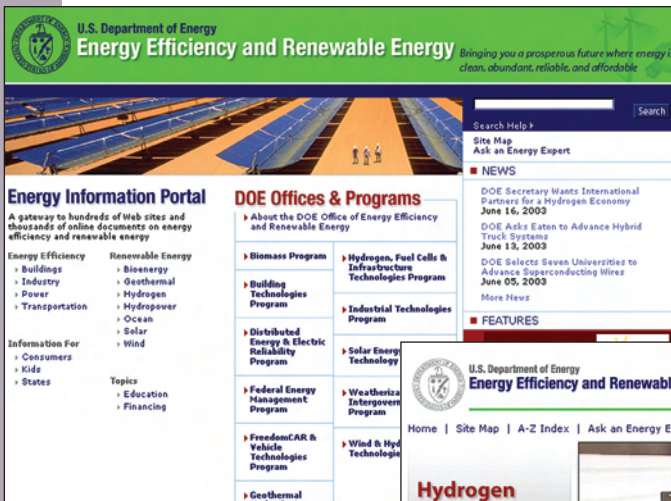 U.S. Department of Energy
Energy Efficiency and Renewable Energy
Bringing you a prosperous future where energy is
clean, abundant, reliable, and affordable
Search
Search Help
Site Map
Ask an Energy Expert
NEWS
DOE Secretary Wants International
Partners for a Hydrogen Economy
June 16, 2003
DOE Asks Eaton to Advance Hybrid
Truck Systems
June 13, 2003
DOE Selects Seven Universities to
Advance Superconducting Wires
June 05, 2003
More News
FEATURES
Energy Information Portal
A gateway to hundreds of Web sites and
thousands of online documents on energy
efficiency and renewable energy
Energy Efficiency
Buildings
Industry
Power
Transportation
Information For
Consumers
Kids
States
Renewable Energy
Bioenergy
Geothermal
Hydrogen
Hydropower
Ocean
Solar
Wind
Topics
Education
Financing
DOE Offices & Programs
About the DOE Office of Energy Efficiency
and Renewable Energy
Biomass Program
Building
Technologies
Program
Distributed
Energy & Electric
Reliability
Program
Federal Energy
Management
Program
FreedomCAR &
Vehicle
Technologies
Program
Geothermal
Hydrogen, Fuel Cells &
Infrastructure
Technologies Program
Industrial Technologies
Program
Solar Energy
Technology
Weatheriza
Intergovern
Program
Wind & Hyd
Technologie
U.S. Department of Energy
Energy Efficiency and Renewabl
Home | Site Map | A-Z Index | Ask an Energy E
Hydrogen